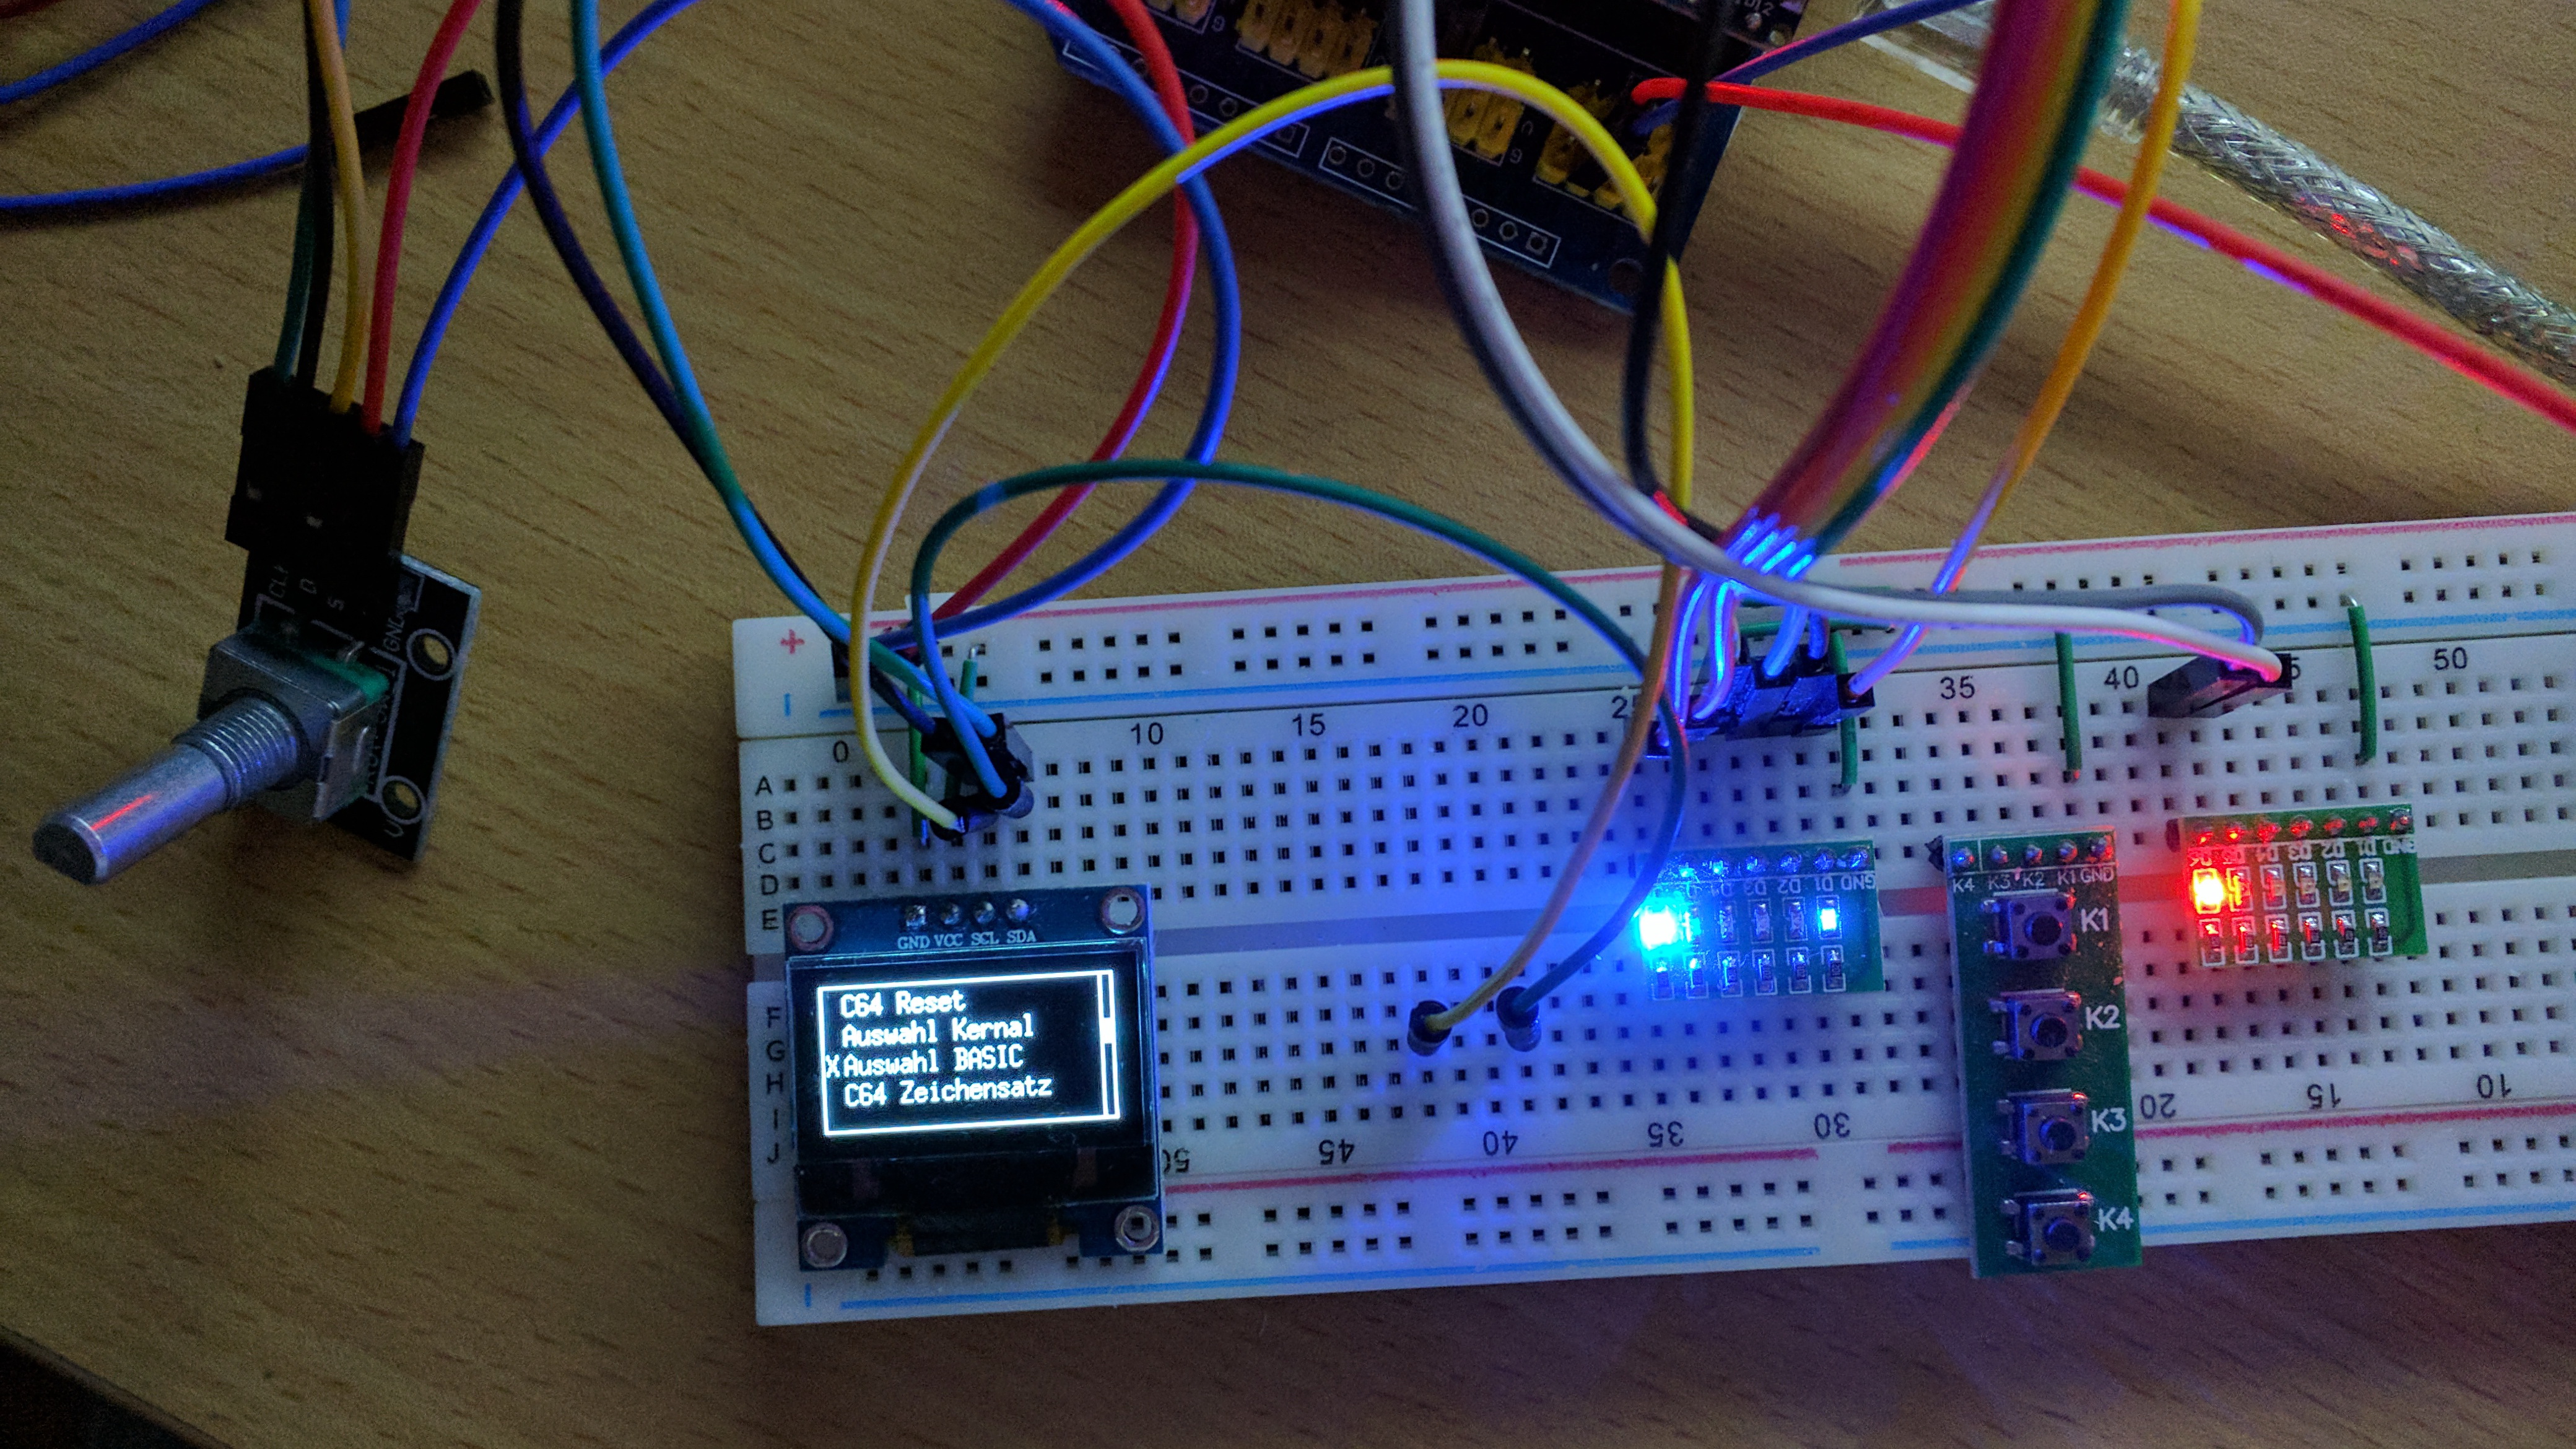 CLK
D
S
GND
+
0
10
15
20
25
35
40
50
A
B
C
D
E
F
G
H
I
J
GND VCC SCL SDA
C64 Reset
Auswahl Kernal
XAuswahl BASIC
C64 Zeichensatz
D3 D2 D1 GND
K4 K3 K2 K1 GND
K1
K2
K3
K4
D4 D3 D2 D1 GND
50
45
40
35
30
20
15
10